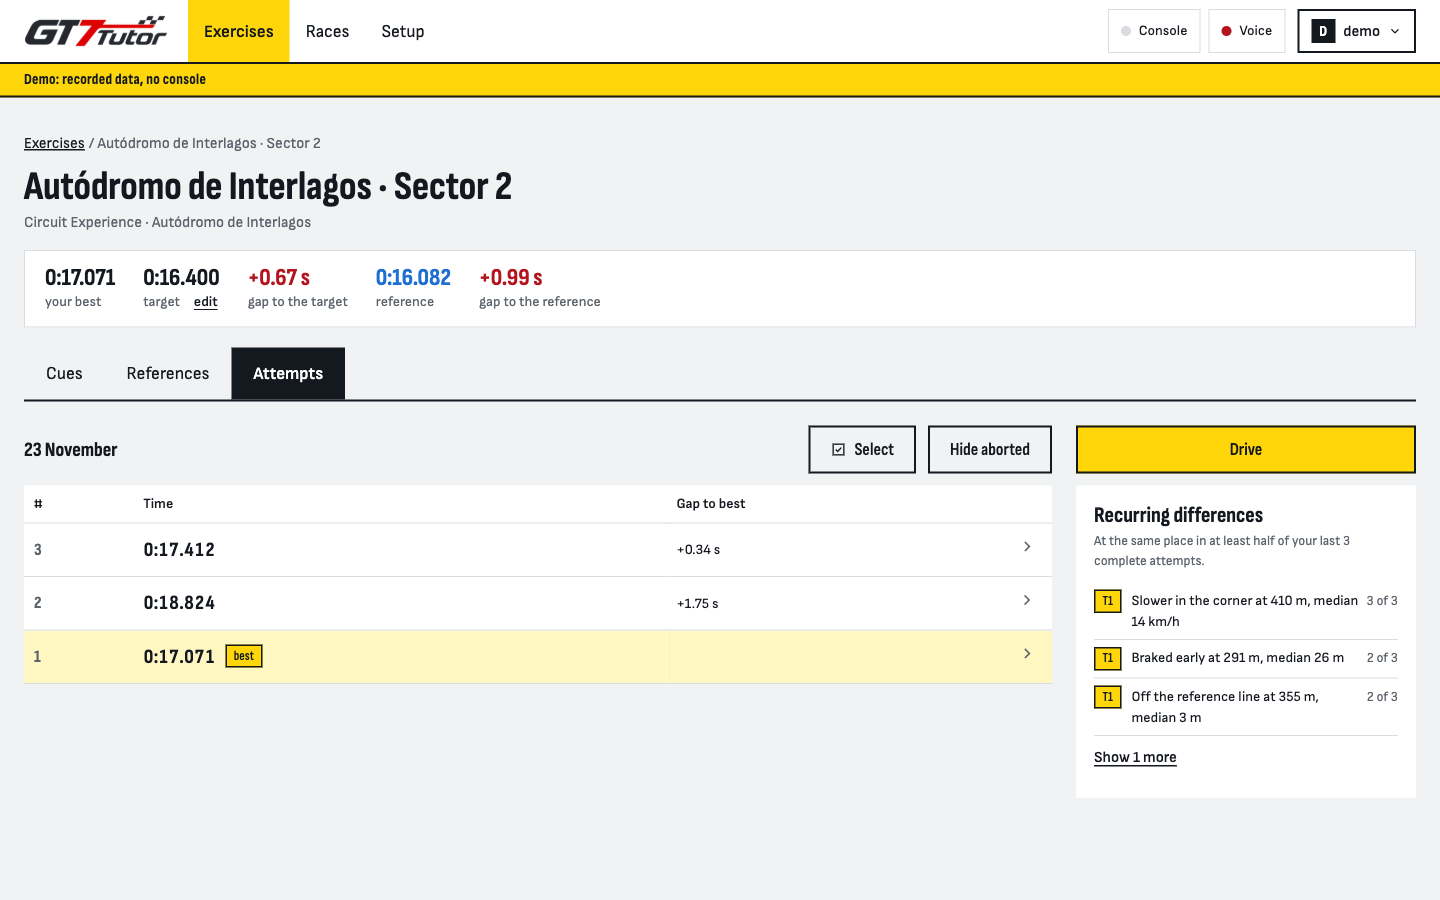 GT7 Tutor
Exercises
Races
Setup
Console
Voice
D
demo
Demo: recorded data, no console
Exercises / Autódromo de Interlagos · Sector 2
Autódromo de Interlagos · Sector 2
Circuit Experience · Autódromo de Interlagos
0:17.071
your best
0:16.400
target edit
+0.67 s
gap to the target
0:16.082
reference
+0.99 s
gap to the reference
Cues
References
Attempts
23 November
Select
Hide aborted
Drive
# Time Gap to best
3 0:17.412 +0.34 s
2 0:18.824 +1.75 s
1 0:17.071 best
Recurring differences
At the same place in at least half of your last 3
complete attempts.
T1 Slower in the corner at 410 m, median 3 of 3
14 km/h
T1 Braked early at 291 m, median 26 m 2 of 3
T1 Off the reference line at 355 m, 2 of 3
median 3 m
Show 1 more